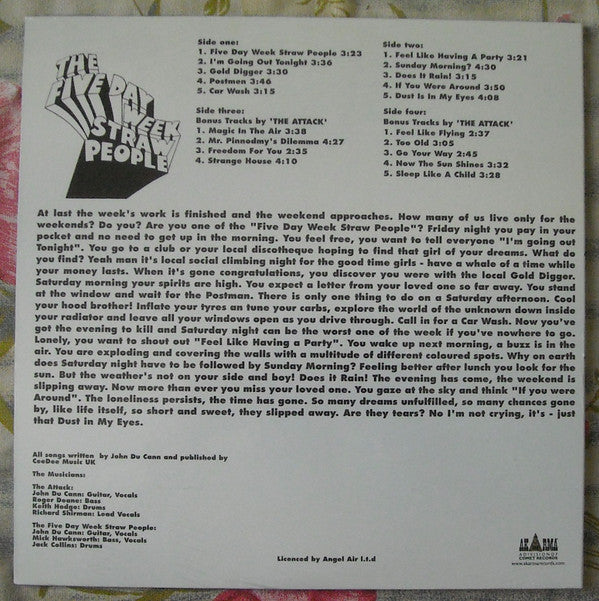 THE
FIVE DAY
WEEK
STRAW
PEOPLE
Side one:
1. Five Day Week Straw People 3:23
2. I'm Going Out Tonight 3:36
3. Gold Digger 3:30
4. Postmen 3:46
5. Car Wash 3:15
Side two:
1. Feel Like Having A Party 3:21
2. Sunday Morning? 4:30
3. Does It Rain! 3:15
4. If You Were Around 3:50
5. Dust Is In My Eyes 4:08
Side three:
Bonus Tracks by 'THE ATTACK'
1. Magic In The Air 3:38
2. Mr. Pinnodmy's Dilemma 4:27
3. Freedom For You 2:35
4. Strange House 4:10
Side four:
Bonus Tracks by 'THE ATTACK'
1. Feel Like Flying 2:37
2. Too Old 3:05
3. Go Your Way 2:45
4. Now The Sun Shines 3:32
5. Sleep Like A Child 3:28
At last the week's work is finished and the weekend approaches. How many of us live only for the
weekends? Do you? Are you one of the "Five Day Week Straw People"? Friday night you pay in your
pocket and no need to get up in the morning. You feel free, you want to tell everyone "I'm going out
Tonight". You go to a club or your local discotheque hoping to find that girl of your dreams. What do
you find? Yeah man it's local social climbing night for the good time girls - have a whale of a time while
your money lasts. When it's gone congratulations, you discover you were with the local Gold Digger.
Saturday morning your spirits are high. You expect a letter from your loved one so far away. You stand
at the window and wait for the Postman. There is only one thing to do on a Saturday afternoon. Cool
your hood brother! Inflate your tyres an tune your carbs, explore the world of the unknown down inside
your radiator and leave all your windows open as you drive through. Call in for a Car Wash. Now you've
got the evening to kill and Saturday night can be the worst one of the week if you've nowhere to go.
Lonely, you want to shout out "Feel Like Having a Party". You wake up next morning, a buzz is in the
air. You are exploding and covering the walls with a multitude of different coloured spots. Why on earth
does Saturday night have to be followed by Sunday Morning? Feeling better after lunch you look for the
sun. But the weather's not on your side and boy! Does it Rain! The evening has come, the weekend is
slipping away. Now more than ever you miss your loved one. You gaze at the sky and think "If you were
Around". The loneliness persists, the time has gone. So many dreams unfulfilled, so many chances gone
by, like life itself, so short and sweet, they slipped away. Are they tears? No I'm not crying, it's - just
that Dust in My Eyes.
All songs written by John Du Cann and published by
CeeDee Music UK
The Musicians:
The Attack:
John Du Cann: Guitar, Vocals
Roger Deane: Bass
Keith Hodge: Drums
Richard Shirman: Lead Vocals
The Five Day Week Straw People:
John Du Cann: Guitar, Vocals
Mick Hawksworth: Bass, Vocals
Jack Collins: Drums
Licenced by Angel Air l.t.d
AKARMA
A DIVISION OF
COMET RECORDS
www.akarmarecords.com